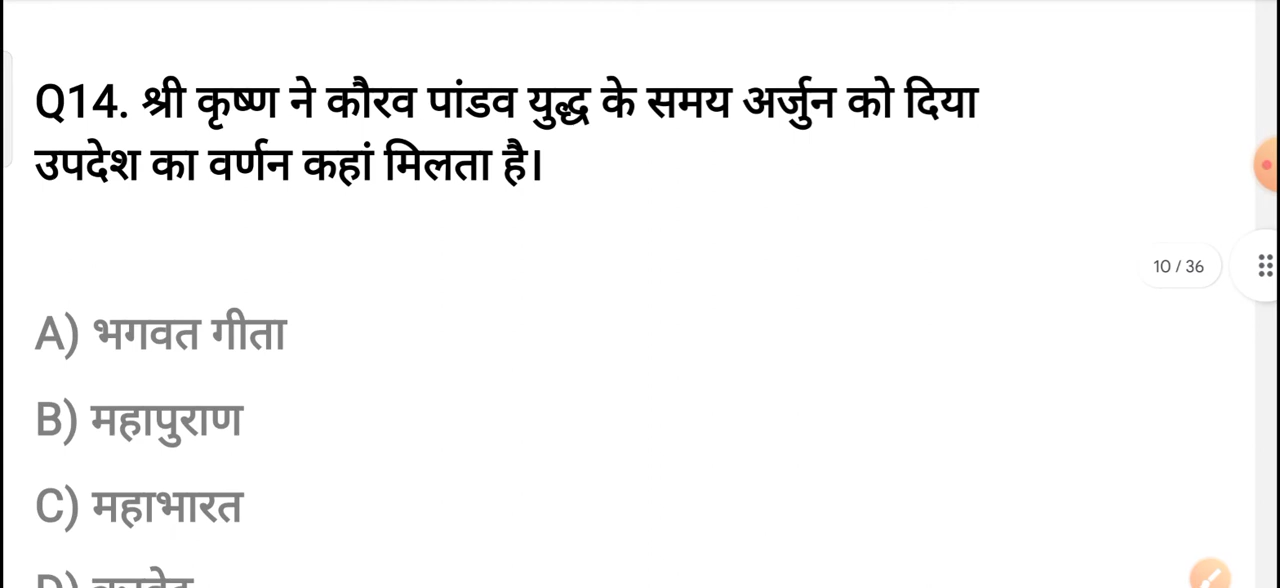 Q14. श्री कृष्ण ने कौरव पांडव युद्ध के समय अर्जुन को दिया
उपदेश का वर्णन कहां मिलता है।
10 / 36
A) भगवत गीता
B) महापुराण
C) महाभारत
D)